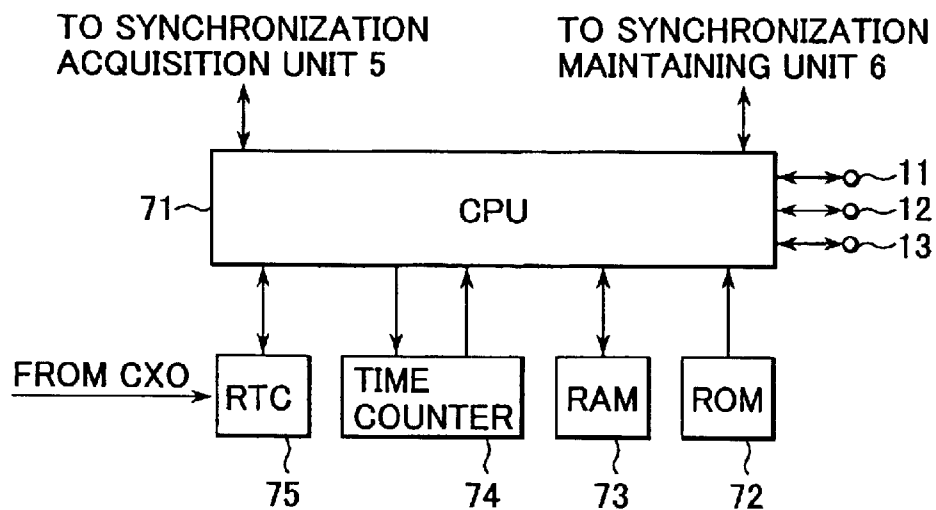 TO SYNCHRONIZATION
ACQUISITION UNIT 5
TO SYNCHRONIZATION
MAINTAINING UNIT 6
71
CPU
11
12
13
FROM CXO
RTC
TIME
COUNTER
RAM
ROM
75
74
73
72